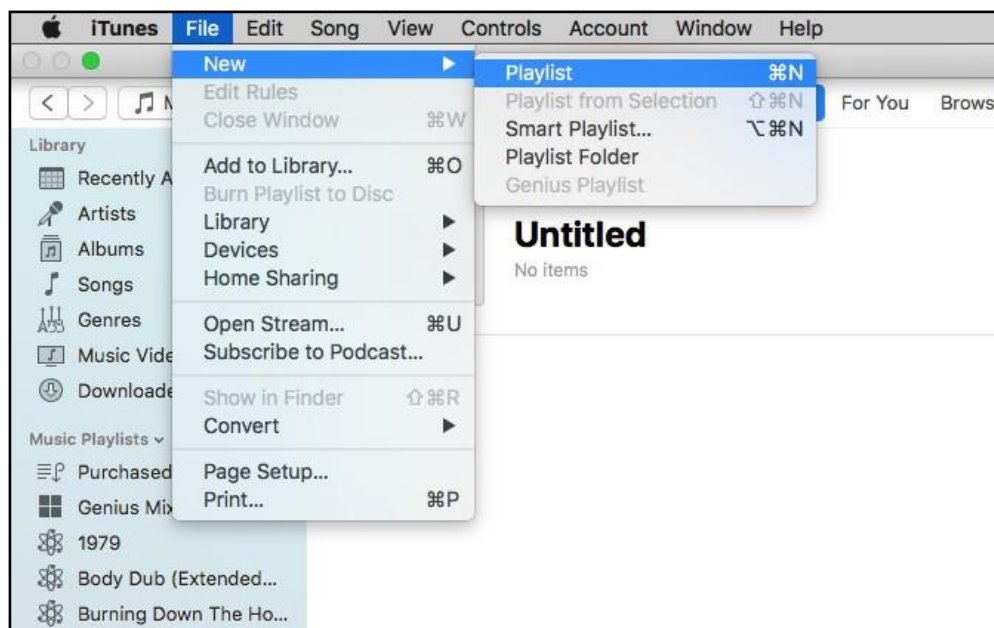 iTunes File Edit Song View Controls Account Window Help
New
Edit Rules
Close Window ⌘W
Add to Library... ⌘O
Burn Playlist to Disc
Library
Devices
Home Sharing
Open Stream... ⌘U
Subscribe to Podcast...
Show in Finder ⇧⌘R
Convert
Page Setup...
Print... ⌘P
Playlist ⌘N
Playlist from Selection ⇧⌘N
Smart Playlist... ⌥⌘N
Playlist Folder
Genius Playlist
For You Brows
Library
Recently A
Artists
Albums
Songs
Genres
Music Vide
Downloade
Music Playlists
Purchased
Genius Mix
1979
Body Dub (Extended...
Burning Down The Ho...
Untitled
No items